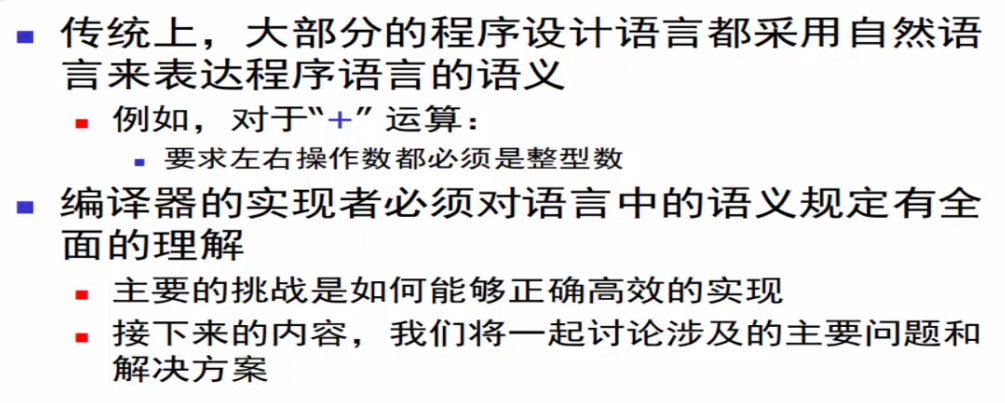 传统上，大部分的程序设计语言都采用自然语
言来表达程序语言的语义
例如，对于“+” 运算：
要求左右操作数都必须是整型数
编译器的实现者必须对语言中的语义规定有全
面的理解
主要的挑战是如何能够正确高效的实现
接下来的内容，我们将一起讨论涉及的主要问题和
解决方案